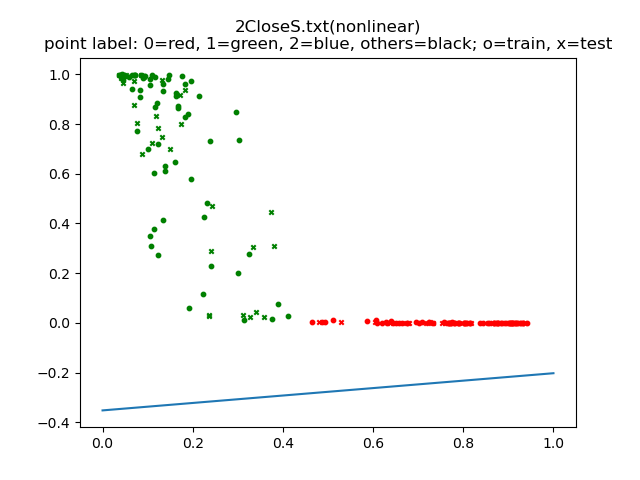 2CloseS.txt(nonlinear)
point label: 0=red, 1=green, 2=blue, others=black; o=train, x=test
1.0
0.8
0.6
0.4
0.2
0.0
−0.2
−0.4
0.0 0.2 0.4 0.6 0.8 1.0